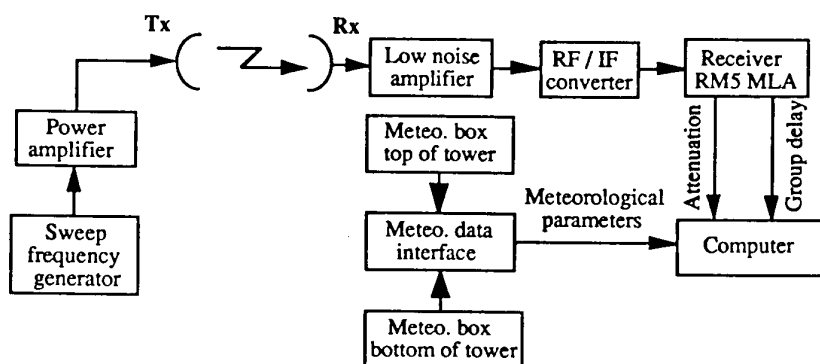 Tx
Rx
Low noise
amplifier
RF / IF
converter
Receiver
RM5 MLA
Power
amplifier
Sweep
frequency
generator
Meteo. box
top of tower
Meteo. data
interface
Meteo. box
bottom of tower
Meteorological
parameters
Attenuation
Group delay
Computer